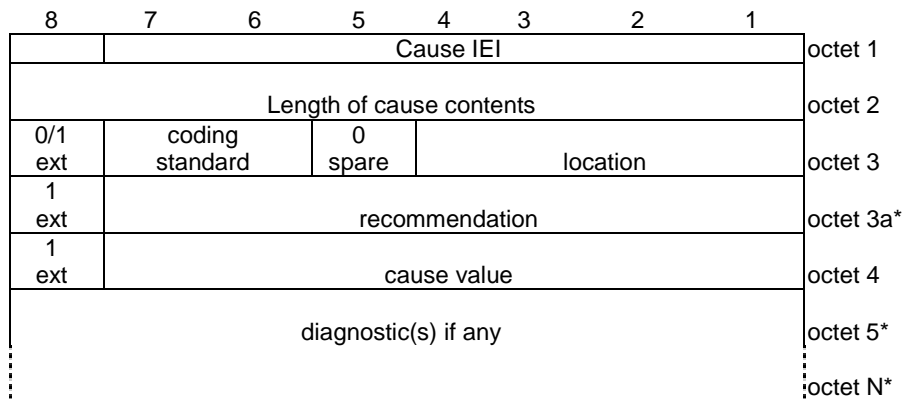 8 7 6 5 4 3 2 1
Cause IEI octet 1
Length of cause contents octet 2
0/1 coding 0
ext standard spare location octet 3
1
ext recommendation octet 3a*
1
ext cause value octet 4
diagnostic(s) if any octet 5*
octet N*